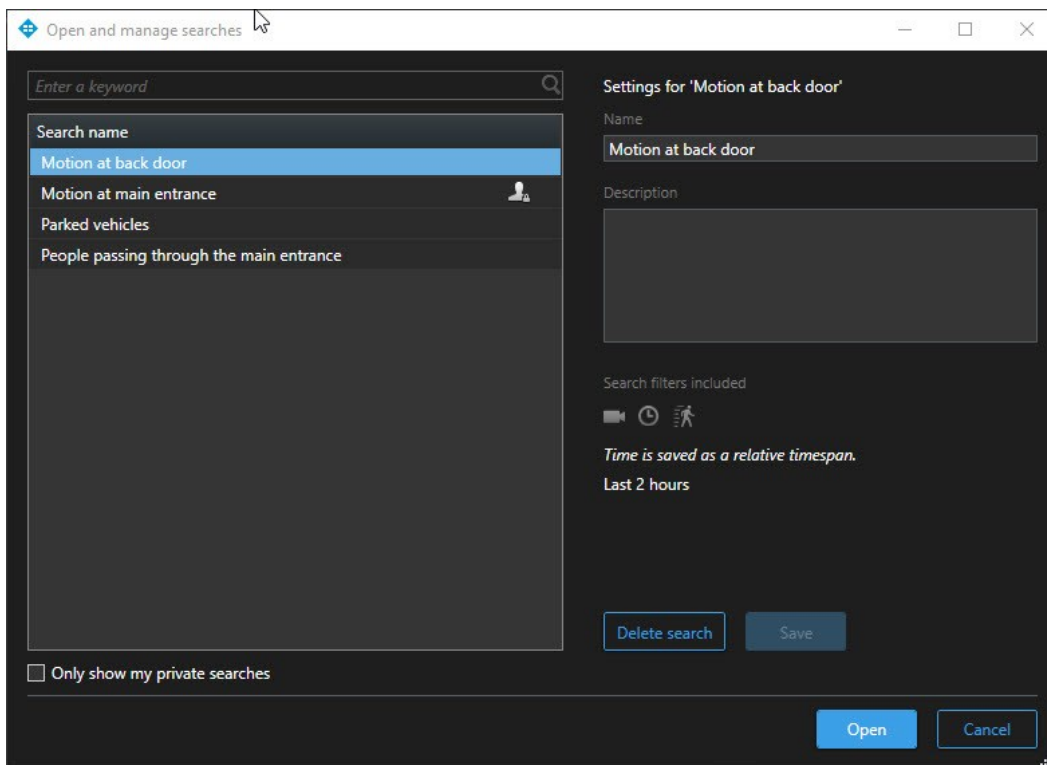 Open and manage searches
Enter a keyword
Search name
Motion at back door
Motion at main entrance
Parked vehicles
People passing through the main entrance
Only show my private searches
Settings for 'Motion at back door'
Name
Motion at back door
Description
Search filters included
Time is saved as a relative timespan.
Last 2 hours
Delete search
Save
Open
Cancel